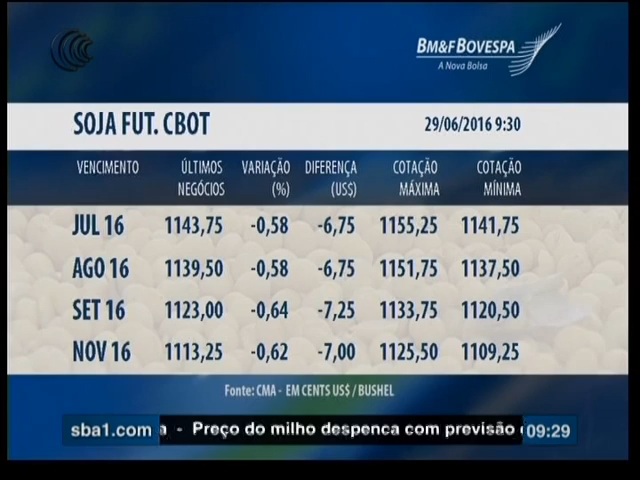 BM&FBOVESPA
A Nova Bolsa
SOJA FUT. CBOT 29/06/2016 9:30
VENCIMENTO ÚLTIMOS NEGÓCIOS VARIAÇÃO (%) DIFERENÇA (US$) COTAÇÃO MÁXIMA COTAÇÃO MÍNIMA
JUL 16 1143,75 -0,58 -6,75 1155,25 1141,75
AGO 16 1139,50 -0,58 -6,75 1151,75 1137,50
SET 16 1123,00 -0,64 -7,25 1133,75 1120,50
NOV 16 1113,25 -0,62 -7,00 1125,50 1109,25
Fonte: CMA - EM CENTS US$ / BUSHEL
sba1.com a - Preço do milho despenca com previsão 09:29